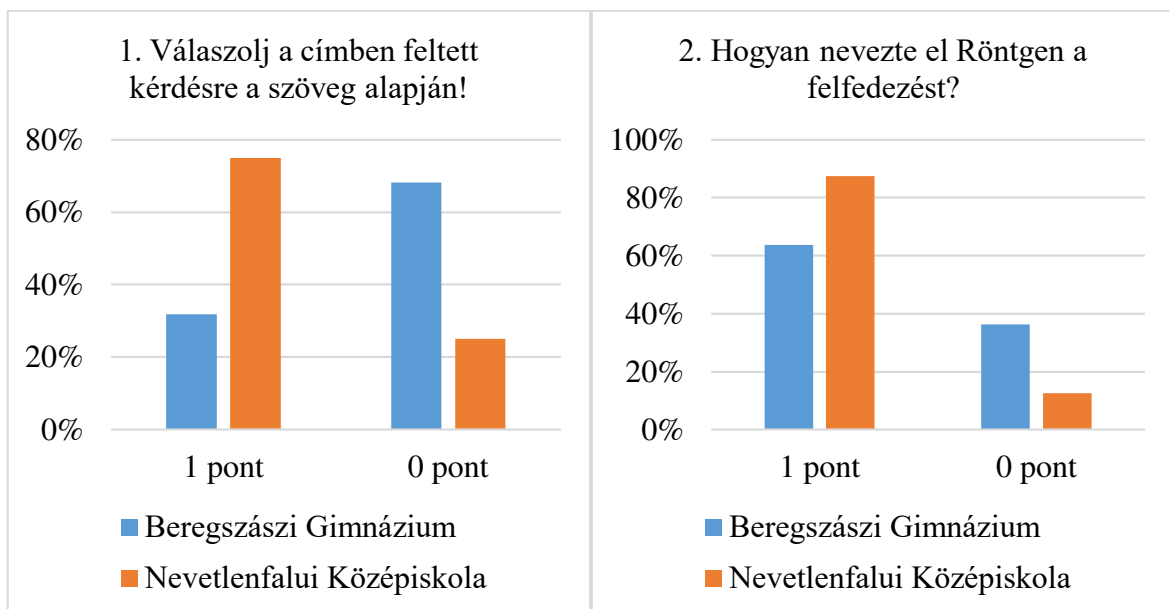 1. Válaszolj a címben feltett
kérdésre a szöveg alapján!
80%
60%
40%
20%
0%
1 pont
0 pont
Beregszászi Gimnázium
Nevetlenfalui Középiskola
2. Hogyan nevezte el Röntgen a
felfedezést?
100%
80%
60%
40%
20%
0%
1 pont
0 pont
Beregszászi Gimnázium
Nevetlenfalui Középiskola